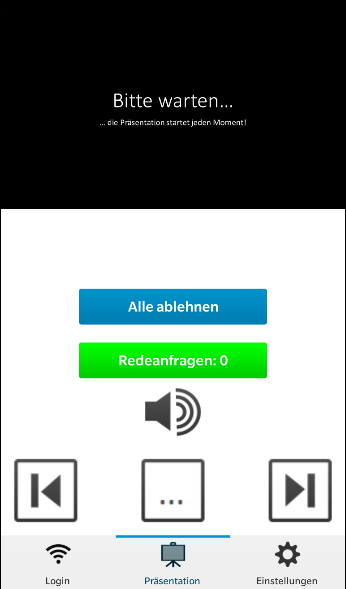 Bitte warten...
... die Präsentation startet jeden Moment!
Alle ablehnen
Redeanfragen: 0
...
Login
Präsentation
Einstellungen